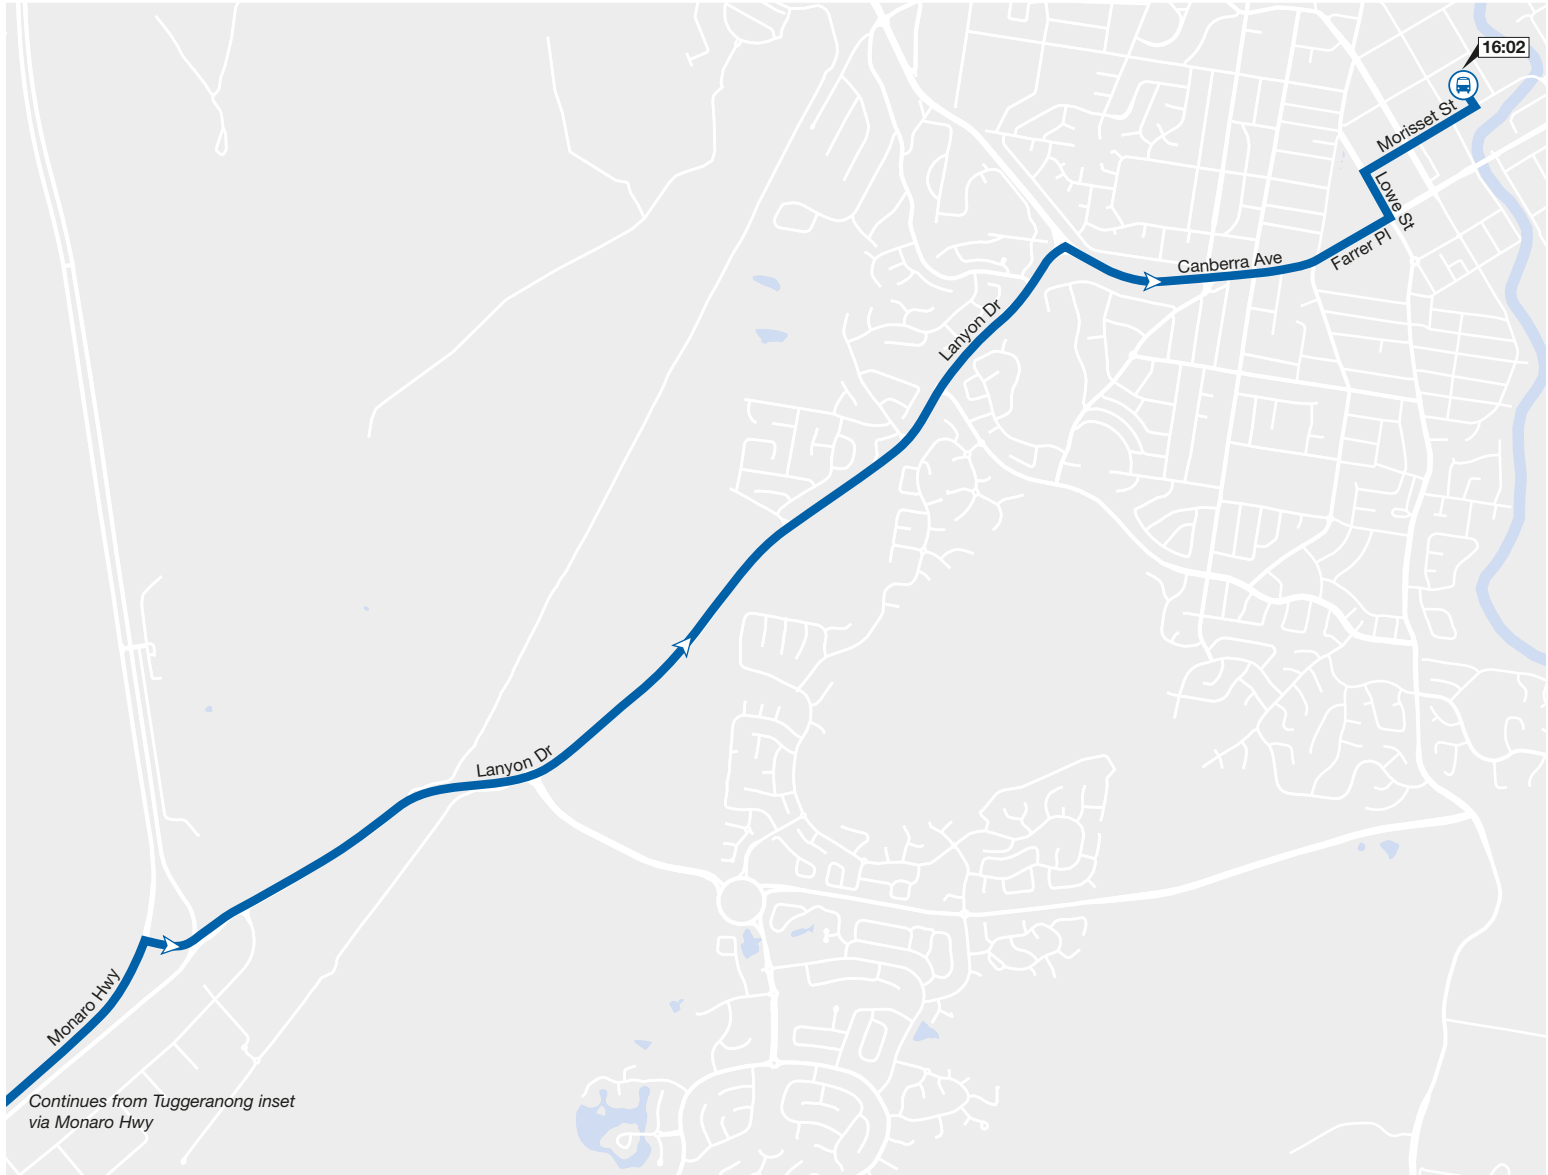 16:02
Morisset St
Lowe St
Farrer Pl
Canberra Ave
Lanyon Dr
Lanyon Dr
Monaro Hwy
Continues from Tuggeranong inset
via Monaro Hwy